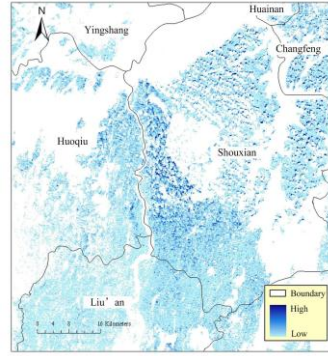 N
Huainan
Yingshang
Changfeng
Huoqiu
Shouxian
Liu' an
0 4 8 16 Kilometers
Boundary
High
Low